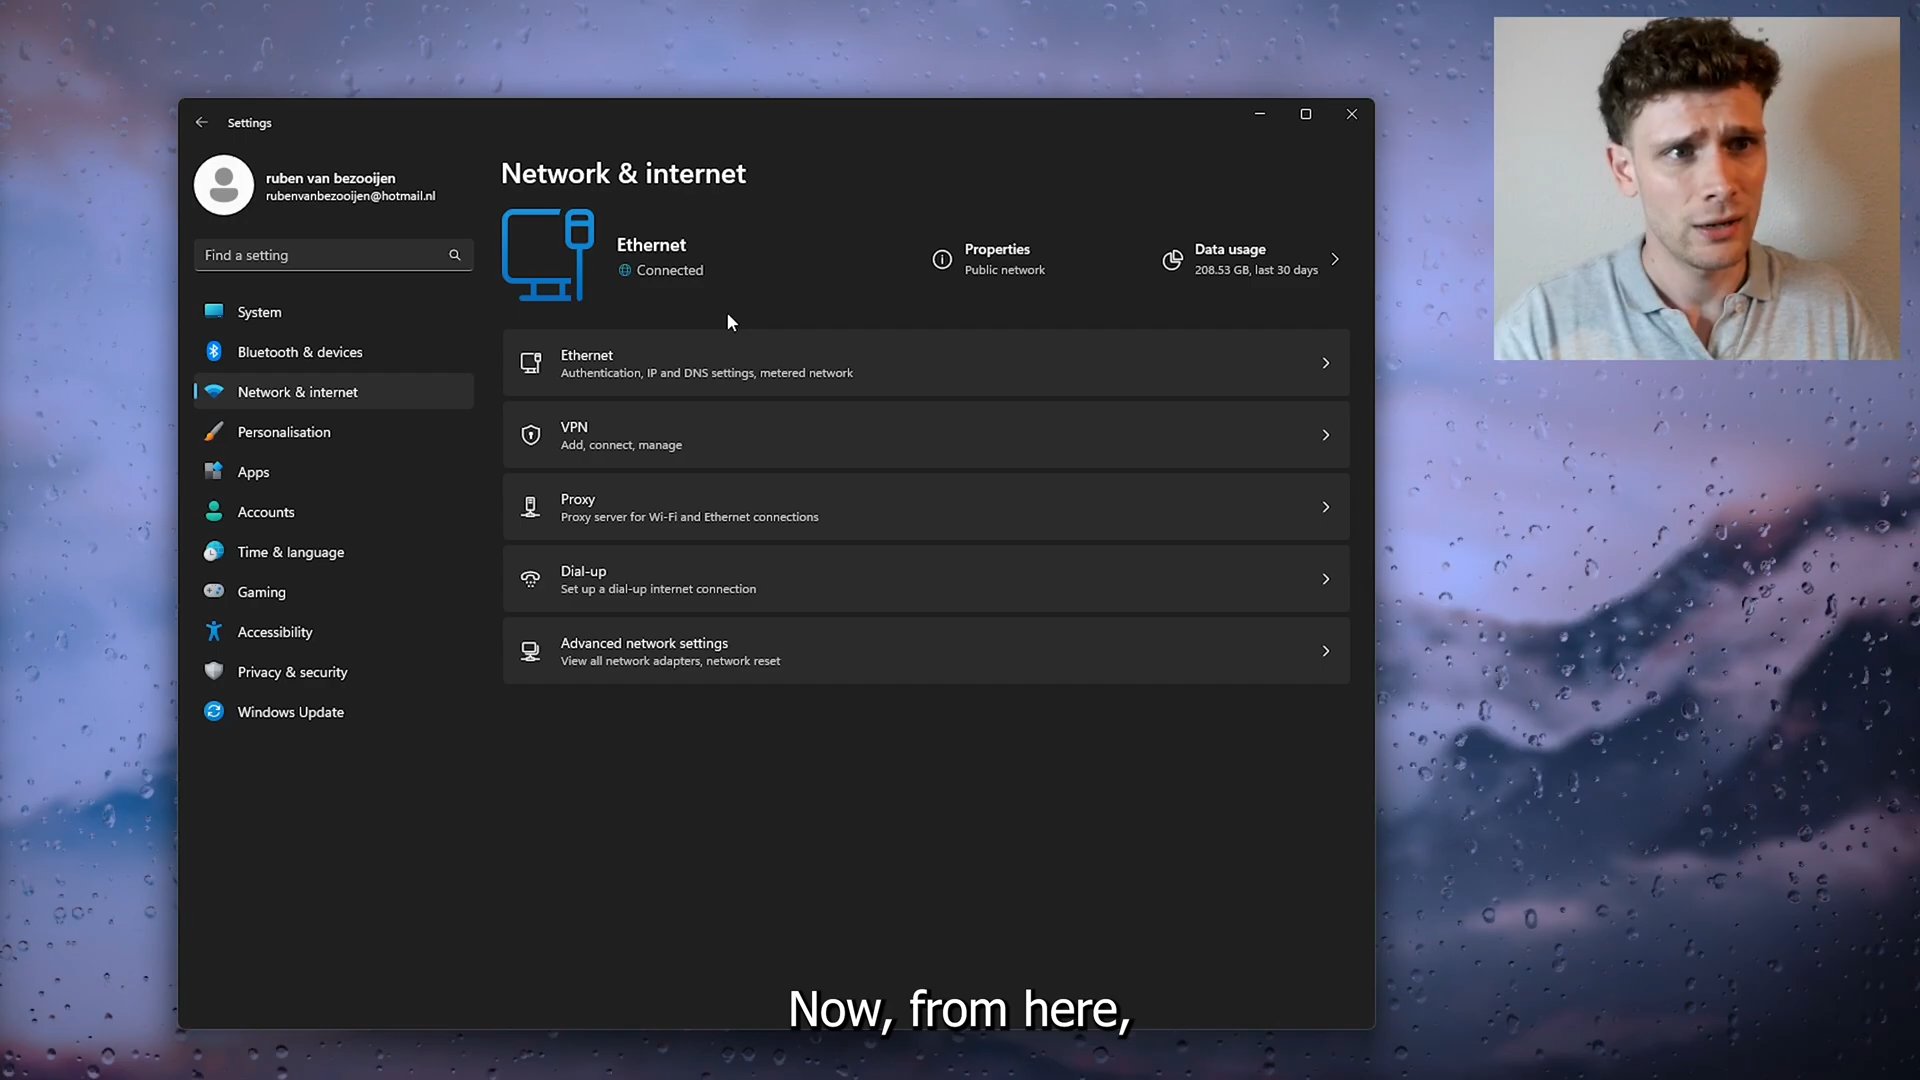 Settings
ruben van bezooijen
rubenvanbezooijen@hotmail.nl
Find a setting
System
Bluetooth & devices
Network & internet
Personalisation
Apps
Accounts
Time & language
Gaming
Accessibility
Privacy & security
Windows Update
Network & internet
Ethernet
Connected
Properties
Public network
Data usage
208.53 GB, last 30 days
Ethernet
Authentication, IP and DNS settings, metered network
VPN
Add, connect, manage
Proxy
Proxy server for Wi-Fi and Ethernet connections
Dial-up
Set up a dial-up internet connection
Advanced network settings
View all network adapters, network reset
Now, from here,